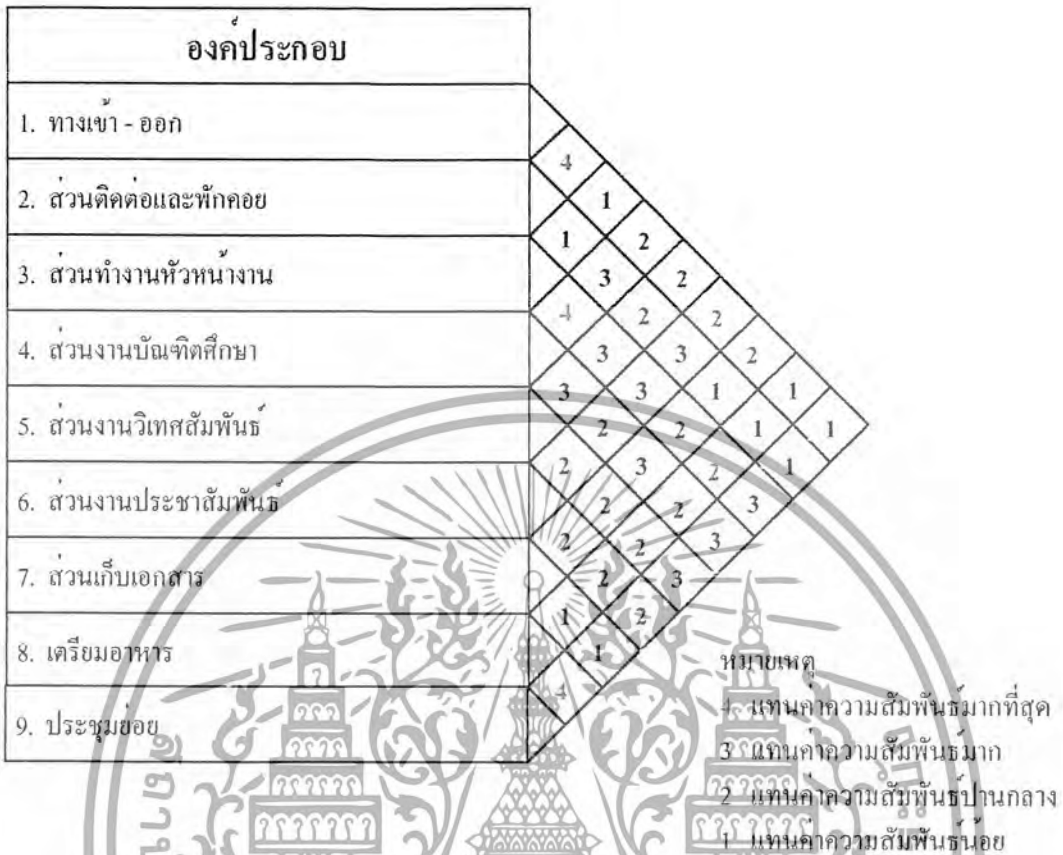 องค์ประกอบ
1. ทางเข้า - ออก
4
2. ส่วนติดต่อและพักคอย
1
1 2
3. ส่วนทำงานหัวหน้างาน
3 2
4 2 2
4. ส่วนงานบัณฑิตศึกษา
3 3 2
3 3 1 1
5. ส่วนงานวิเทศสัมพันธ์
2 2 1 1
2 3 2 1
6. ส่วนงานประชาสัมพันธ์
2 2 3
2 2 3
7. ส่วนเก็บเอกสาร
2 3
1 2
8. เตรียมอาหาร
1
4
9. ประชุมย่อย
หมายเหตุ
4 แทนค่าความสัมพันธ์มากที่สุด
3 แทนค่าความสัมพันธ์มาก
2 แทนค่าความสัมพันธ์ปานกลาง
1 แทนค่าความสัมพันธ์น้อย